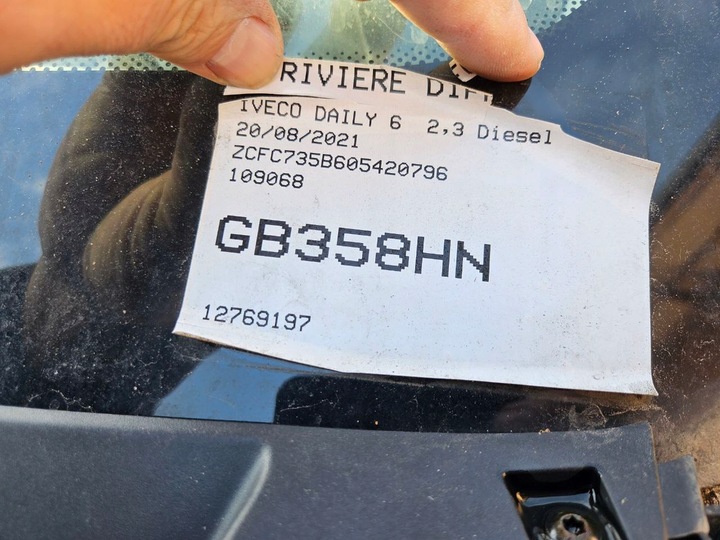 RIVIERE
IVECO DAILY 6 2,3 Diesel
20/08/2021
ZCFC735B605420796
109068
GB358HN
12769197